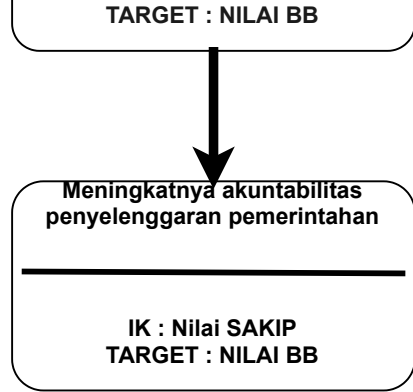 TARGET : NILAI BB
Meningkatnya akuntabilitas
penyelenggaran pemerintahan
IK : Nilai SAKIP
TARGET : NILAI BB